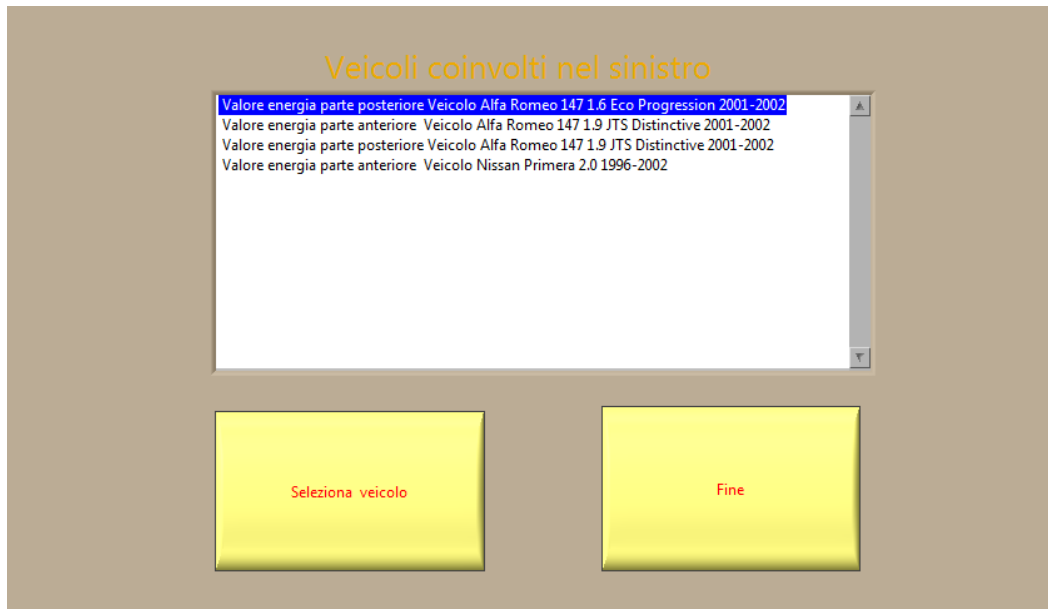 Veicoli coinvolti nel sinistro
Valore energia parte posteriore Veicolo Alfa Romeo 147 1.6 Eco Progression 2001-2002
Valore energia parte anteriore  Veicolo Alfa Romeo 147 1.9 JTS Distinctive 2001-2002
Valore energia parte posteriore Veicolo Alfa Romeo 147 1.9 JTS Distinctive 2001-2002
Valore energia parte anteriore  Veicolo Nissan Primera 2.0 1996-2002
Seleziona  veicolo
Fine